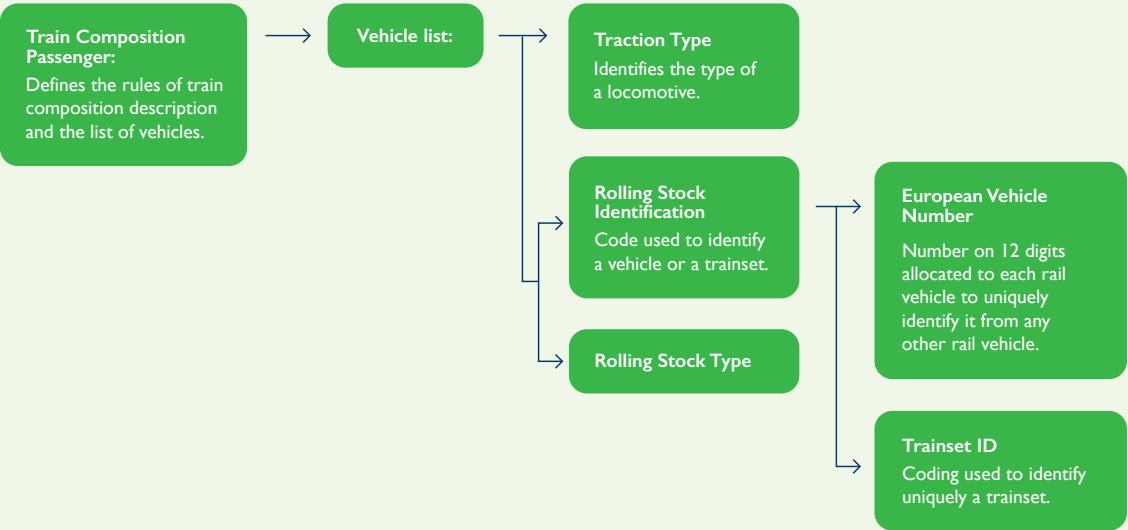 Train Composition
Passenger:
Defines the rules of train
composition description
and the list of vehicles.
Vehicle list:
Traction Type
Identifies the type of
a locomotive.
Rolling Stock
Identification
Code used to identify
a vehicle or a trainset.
Rolling Stock Type
European Vehicle
Number
Number on 12 digits
allocated to each rail
vehicle to uniquely
identify it from any
other rail vehicle.
Trainset ID
Coding used to identify
uniquely a trainset.